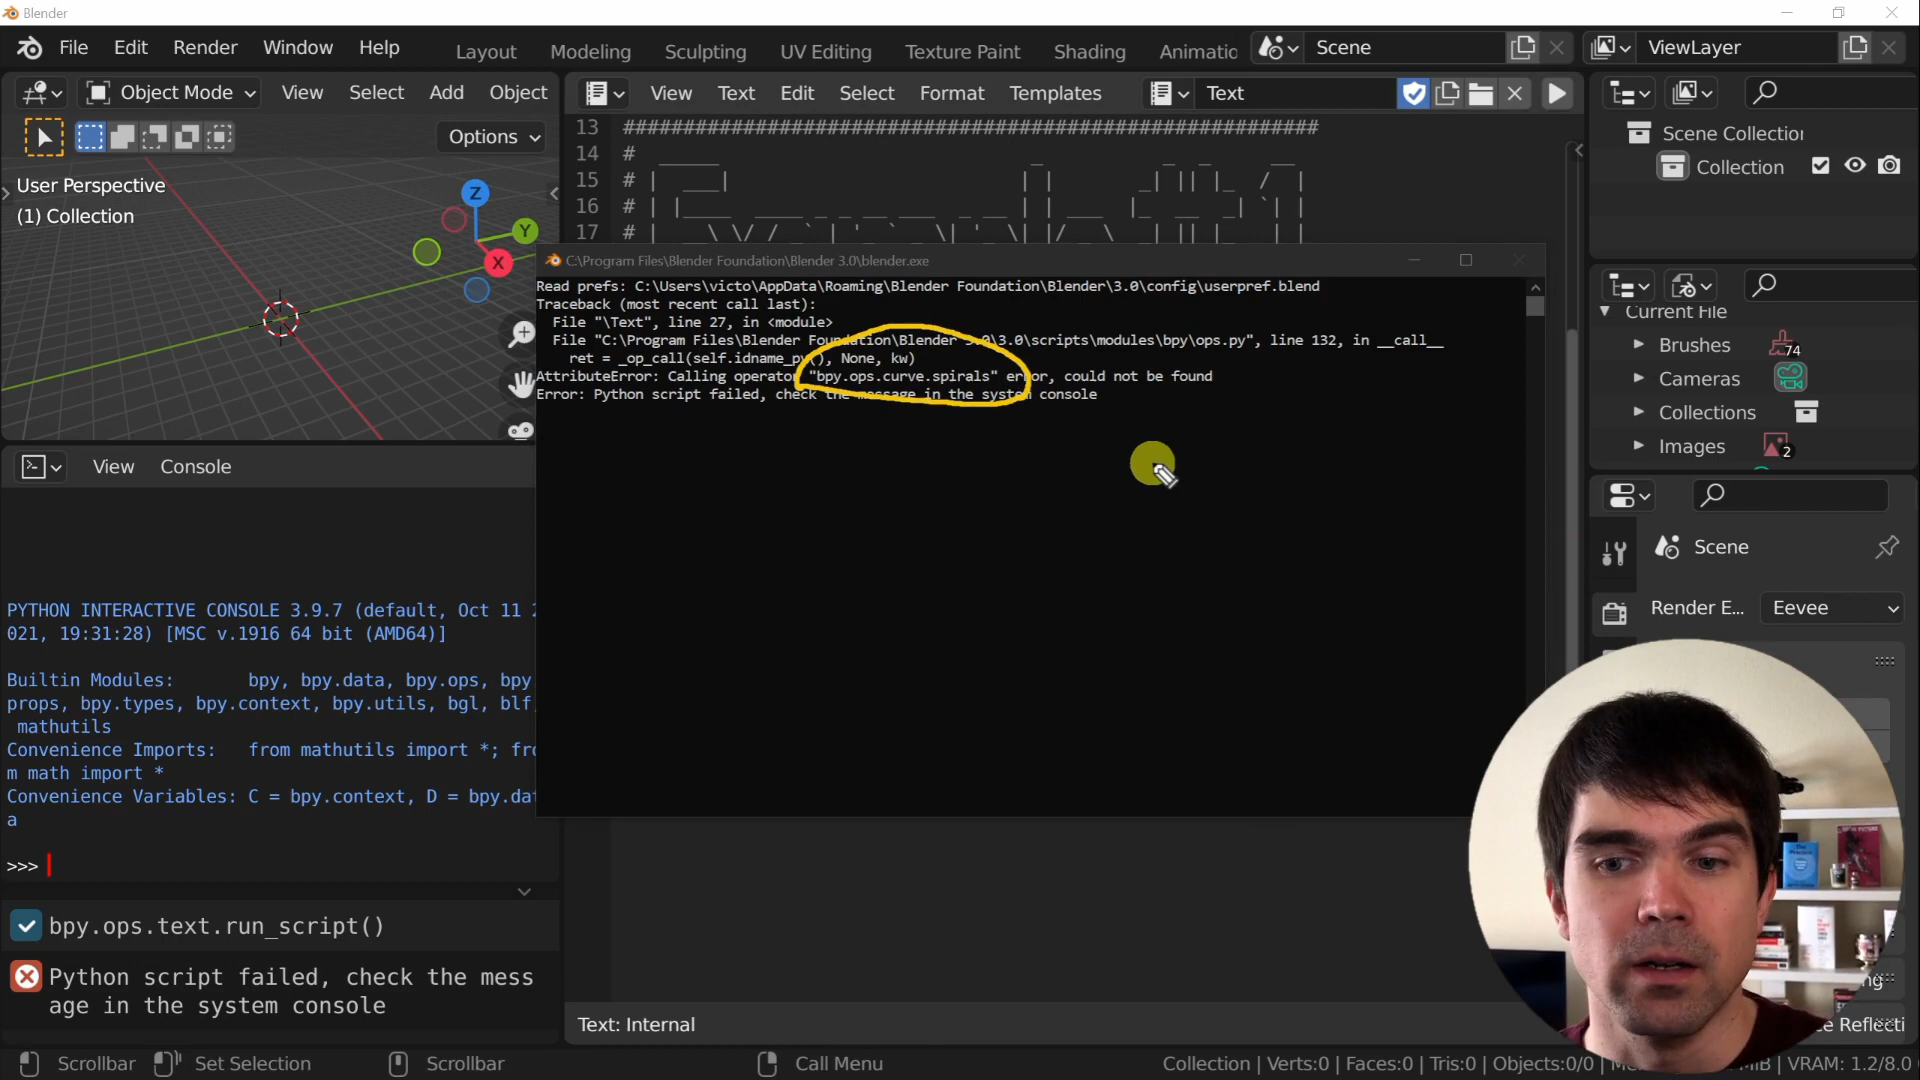 Blender
File Edit Render Window Help
Layout Modeling Sculpting UV Editing Texture Paint Shading Animatio
Scene
ViewLayer
Object Mode View Select Add Object
View Text Edit Select Format Templates
Text
Options
User Perspective
(1) Collection
Z
Y
X
13 ##########################################################
14 #
15 #
16 #
17 #
Scene Collection
Collection
C:\Program Files\Blender Foundation\Blender 3.0\blender.exe
Read prefs: C:\Users\victo\AppData\Roaming\Blender Foundation\Blender\3.0\config\userpref.blend
Traceback (most recent call last):
File "\Text", line 27, in <module>
File "C:\Program Files\Blender Foundation\Blender 3.0\3.0\scripts\modules\bpy\ops.py", line 132, in __call__
ret = _op_call(self.idname_py(), None, kw)
AttributeError: Calling operator "bpy.ops.curve.spirals" error, could not be found
Error: Python script failed, check the message in the system console
Current File
Brushes 74
Cameras
Collections
Images 2
View Console
PYTHON INTERACTIVE CONSOLE 3.9.7 (default, Oct 11 2
021, 19:31:28) [MSC v.1916 64 bit (AMD64)]
Builtin Modules: bpy, bpy.data, bpy.ops, bpy
props, bpy.types, bpy.context, bpy.utils, bgl, blf,
mathutils
Convenience Imports: from mathutils import *; fro
m math import *
Convenience Variables: C = bpy.context, D = bpy.dat
a
>>>
Scene
Render E... Eevee
bpy.ops.text.run_script()
Python script failed, check the mess
age in the system console
Text: Internal
Scrollbar Set Selection Scrollbar Call Menu
Collection | Verts:0 | Faces:0 | Tris:0 | Objects:0/0 | MiB | VRAM: 1.2/8.0